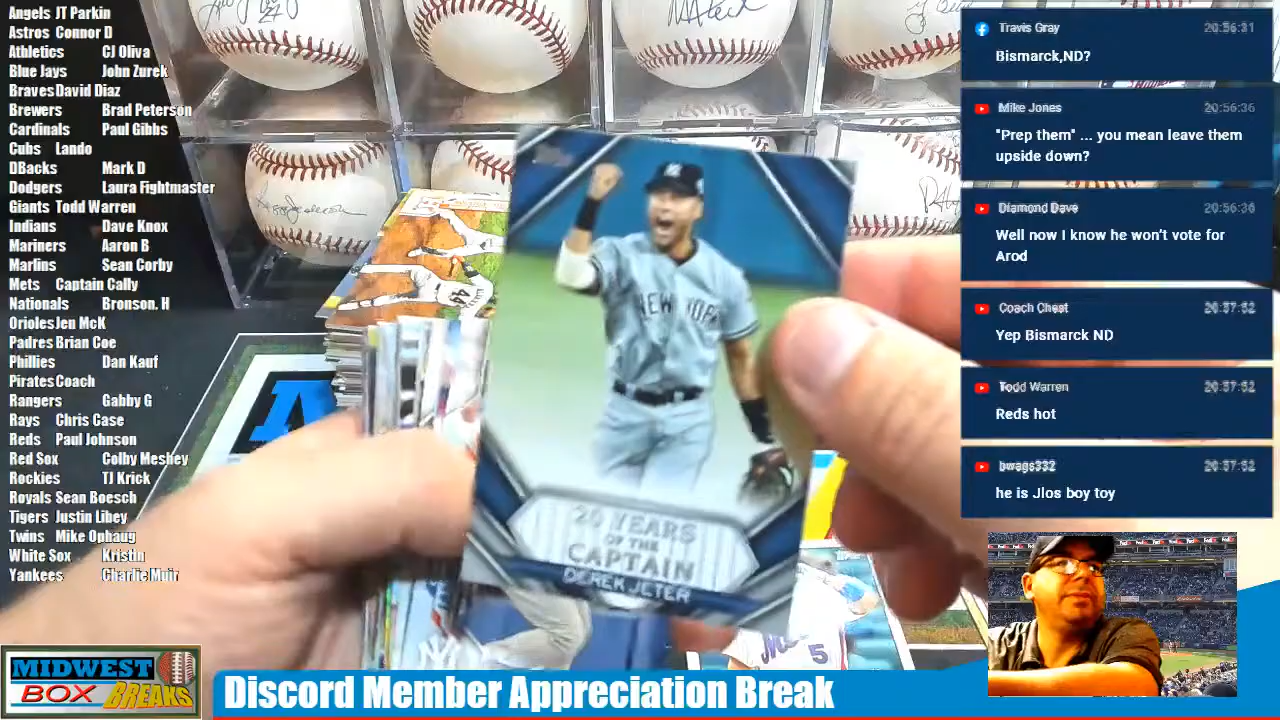 Angels JT Parkin
Astros Connor D
Athletics CJ Oliva
Blue Jays John Zurek
Braves David Diaz
Brewers Brad Peterson
Cardinals Paul Gibbs
Cubs Lando
DBacks Mark D
Dodgers Laura Fightmaster
Giants Todd Warren
Indians Dave Knox
Mariners Aaron B
Marlins Sean Corby
Mets Captain Cally
Nationals Bronson. H
Orioles Jen McK
Padres Brian Coe
Phillies Dan Kauf
Pirates Coach
Rangers Gabby G
Rays Chris Case
Reds Paul Johnson
Red Sox Colby Meshey
Rockies TJ Krick
Royals Sean Boesch
Tigers Justin Libey
Twins Mike Ophaug
White Sox Kristin
Yankees Charlie Muir
NEW YORK
20 YEARS
OF THE
CAPTAIN
DEREK JETER
44
Mets
5
Travis Gray 20:56:31
Bismarck,ND?
Mike Jones 20:56:36
"Prep them" ... you mean leave them
upside down?
Diamond Dave 20:56:36
Well now I know he won't vote for
Arod
Coach Cheat 20:57:52
Yep Bismarck ND
Todd Warren 20:57:52
Reds hot
bwags332 20:57:52
he is Jlos boy toy
MIDWEST
BOX BREAKS
Discord Member Appreciation Break